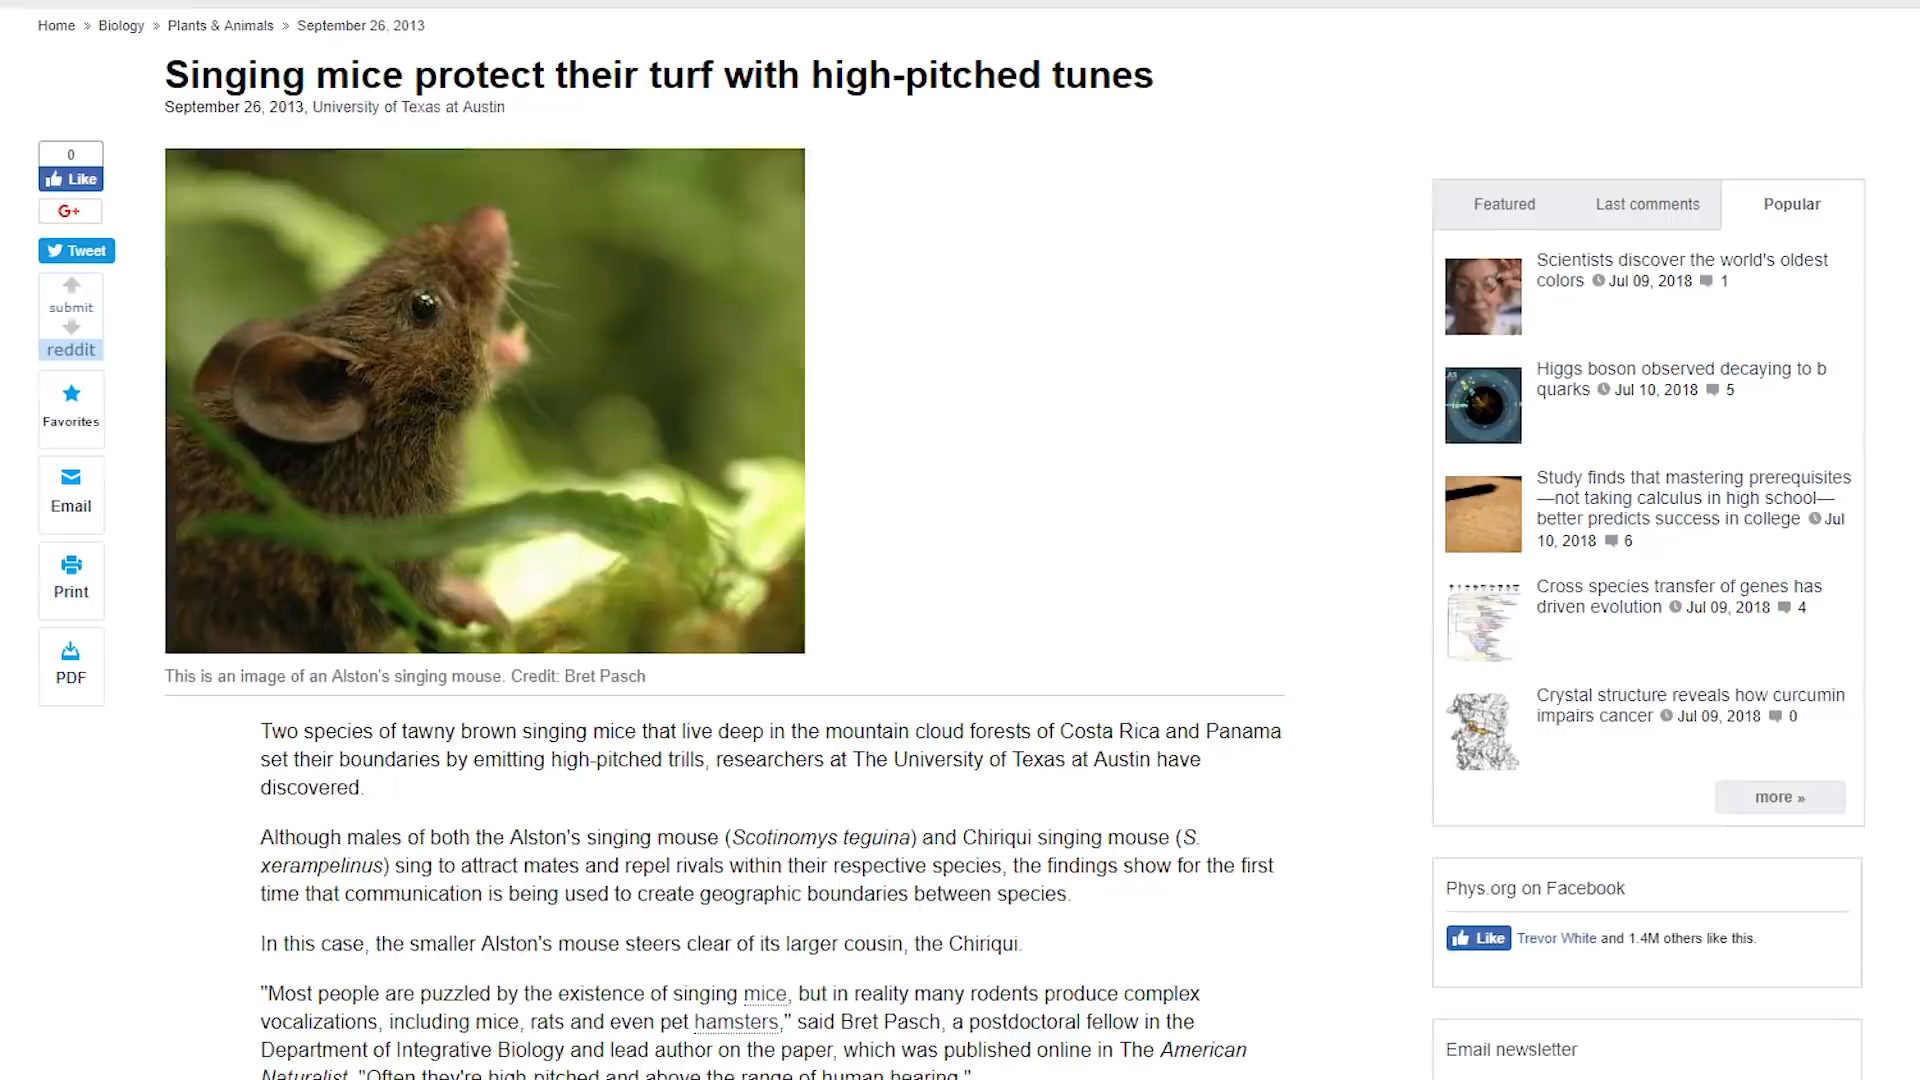 Home » Biology » Plants & Animals » September 26, 2013
Singing mice protect their turf with high-pitched tunes
September 26, 2013, University of Texas at Austin
0
Like
G+
Tweet
submit
reddit
Favorites
Email
Print
PDF
This is an image of an Alston's singing mouse. Credit: Bret Pasch
Two species of tawny brown singing mice that live deep in the mountain cloud forests of Costa Rica and Panama
set their boundaries by emitting high-pitched trills, researchers at The University of Texas at Austin have
discovered.
Although males of both the Alston's singing mouse (Scotinomys teguina) and Chiriqui singing mouse (S.
xerampelinus) sing to attract mates and repel rivals within their respective species, the findings show for the first
time that communication is being used to create geographic boundaries between species.
In this case, the smaller Alston's mouse steers clear of its larger cousin, the Chiriqui.
"Most people are puzzled by the existence of singing mice, but in reality many rodents produce complex
vocalizations, including mice, rats and even pet hamsters," said Bret Pasch, a postdoctoral fellow in the
Department of Integrative Biology and lead author on the paper, which was published online in The American
Naturalist. "Often they're high pitched and above the range of human hearing."
Featured
Last comments
Popular
Scientists discover the world's oldest
colors Jul 09, 2018 1
Higgs boson observed decaying to b
quarks Jul 10, 2018 5
Study finds that mastering prerequisites
—not taking calculus in high school—
better predicts success in college Jul
10, 2018 6
Cross species transfer of genes has
driven evolution Jul 09, 2018 4
Crystal structure reveals how curcumin
impairs cancer Jul 09, 2018 0
more »
Phys.org on Facebook
Like Trevor White and 1.4M others like this.
Email newsletter